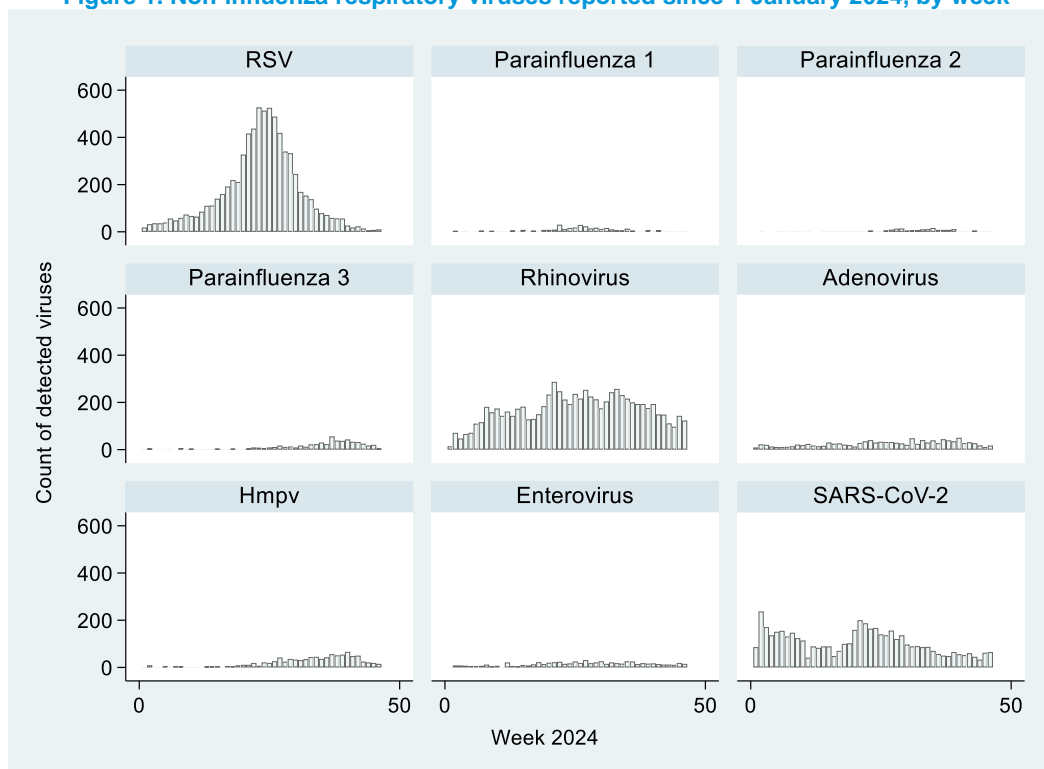 Figure 1. Non-influenza respiratory viruses reported since 1 January 2024, by week
RSV
Parainfluenza 1
Parainfluenza 2
600
400
200
0
Parainfluenza 3
Rhinovirus
Adenovirus
600
400
200
0
Hmpv
Enterovirus
SARS-CoV-2
600
400
200
0
0
50
0
50
0
50
Count of detected viruses
Week 2024